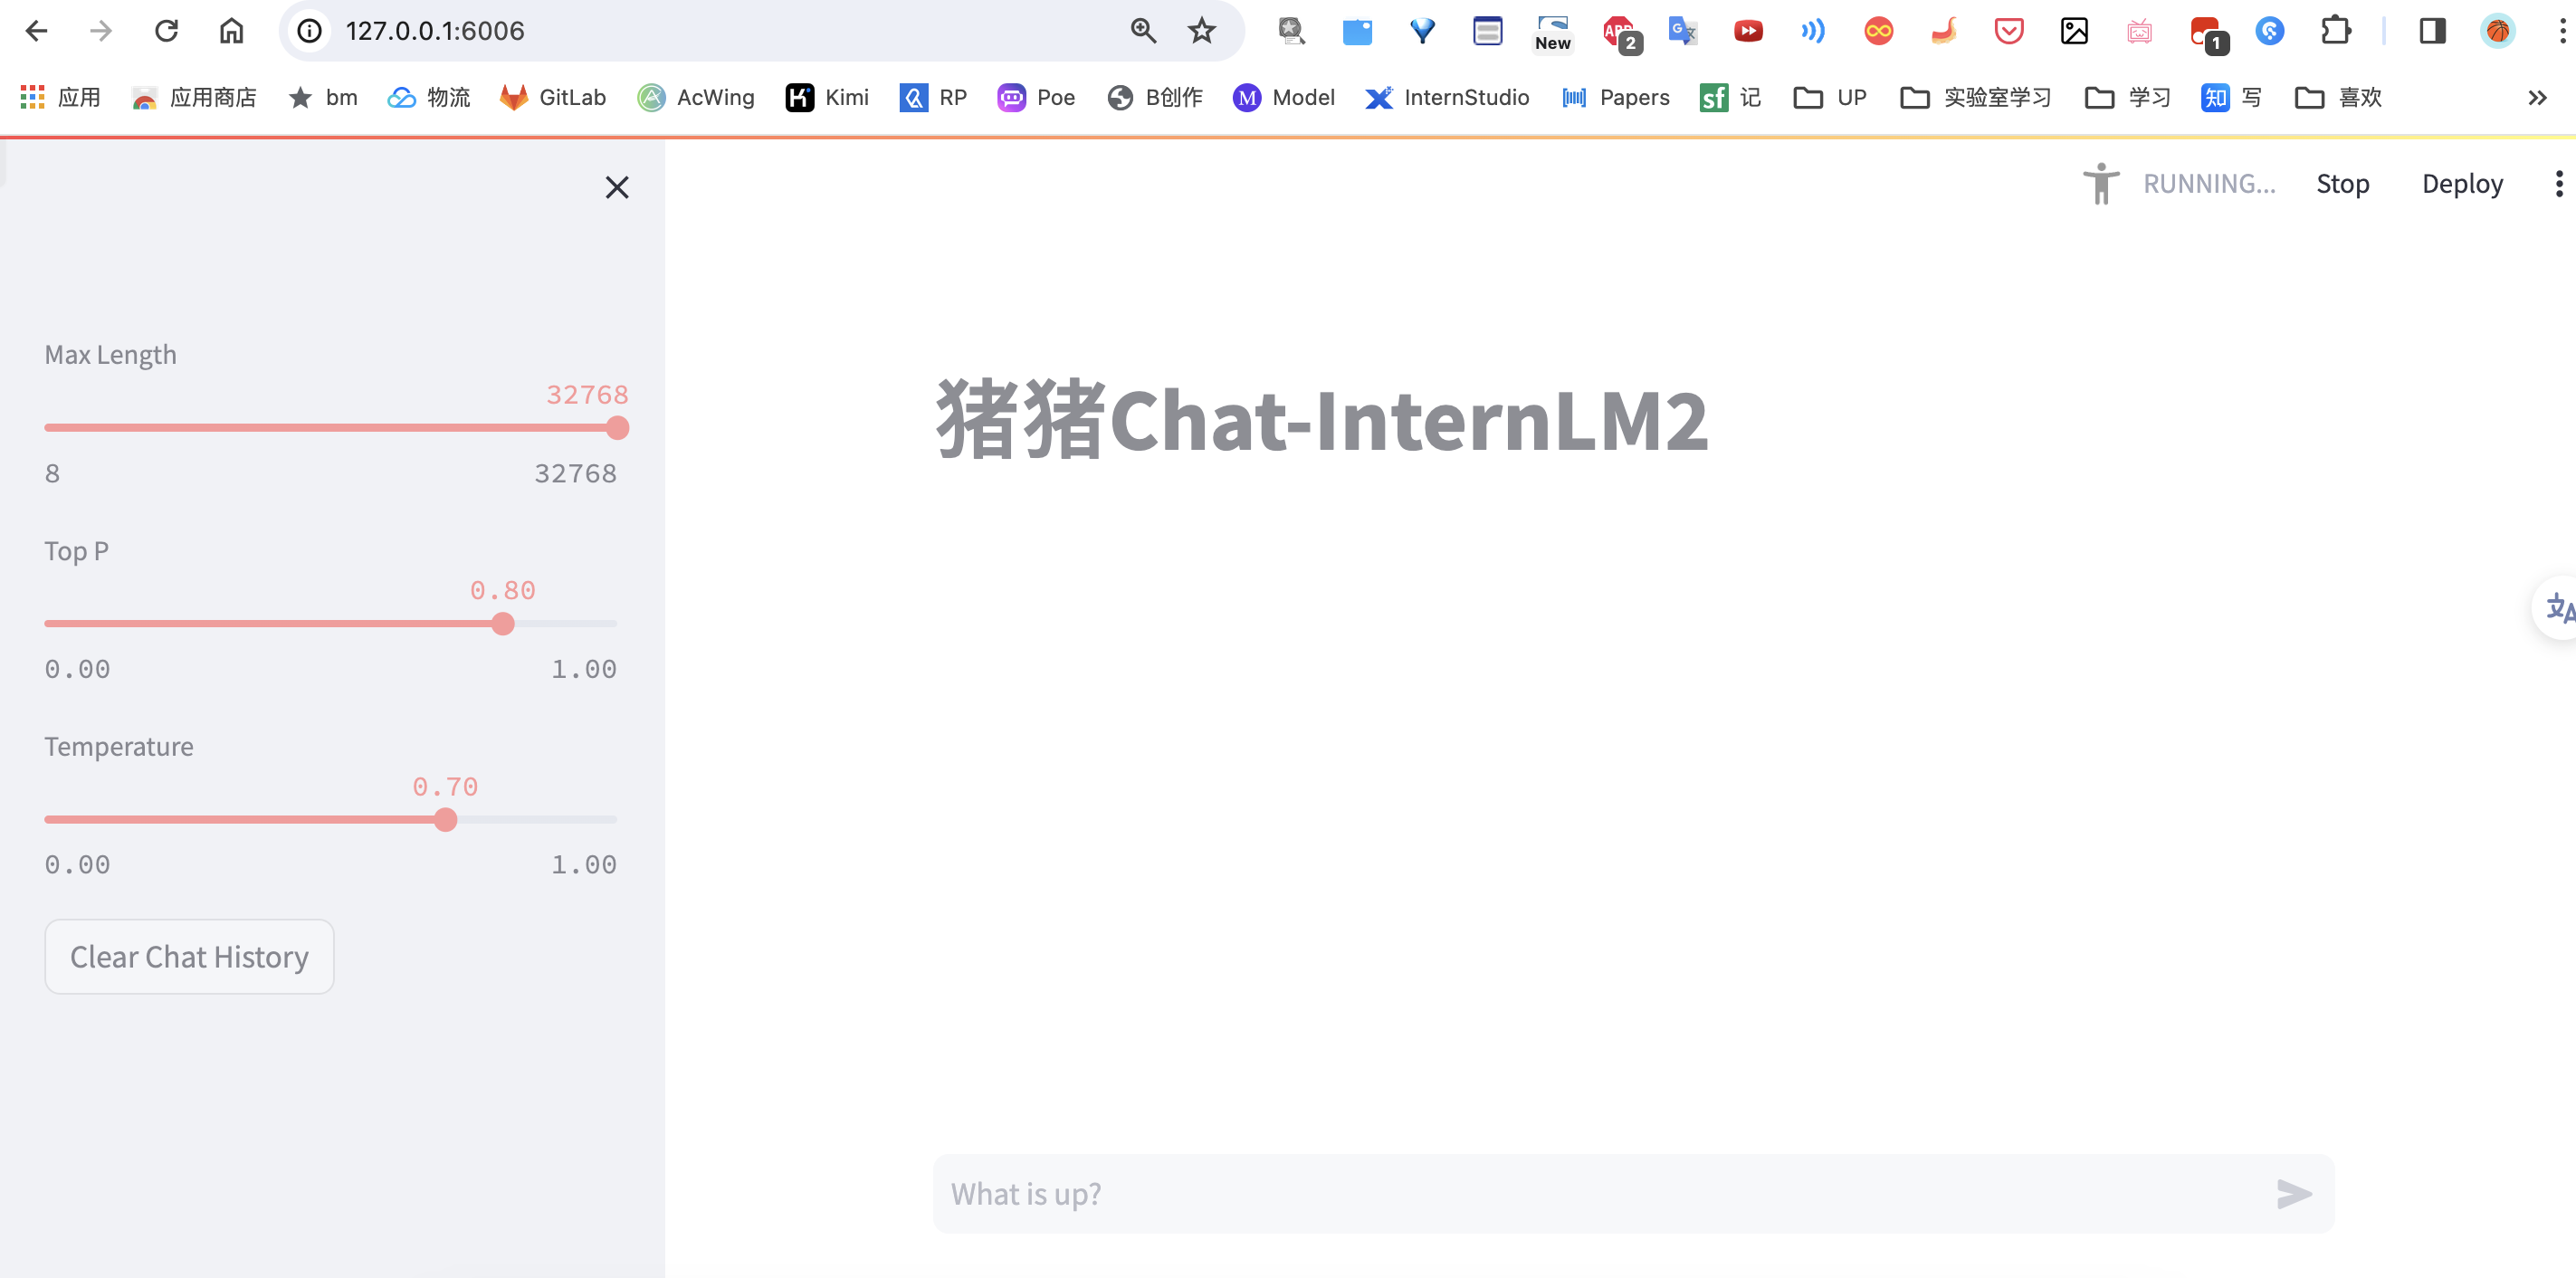 127.0.0.1:6006
New
ABP
2
1
应用
应用商店
bm
物流
GitLab
AcWing
Kimi
RP
Poe
B创作
M
Model
InternStudio
Papers
sf
记
UP
实验室学习
学习
知
写
喜欢
RUNNING...
Stop
Deploy
Max Length
32768
8 32768
Top P
0.80
0.00 1.00
Temperature
0.70
0.00 1.00
Clear Chat History
猪猪Chat-InternLM2
What is up?